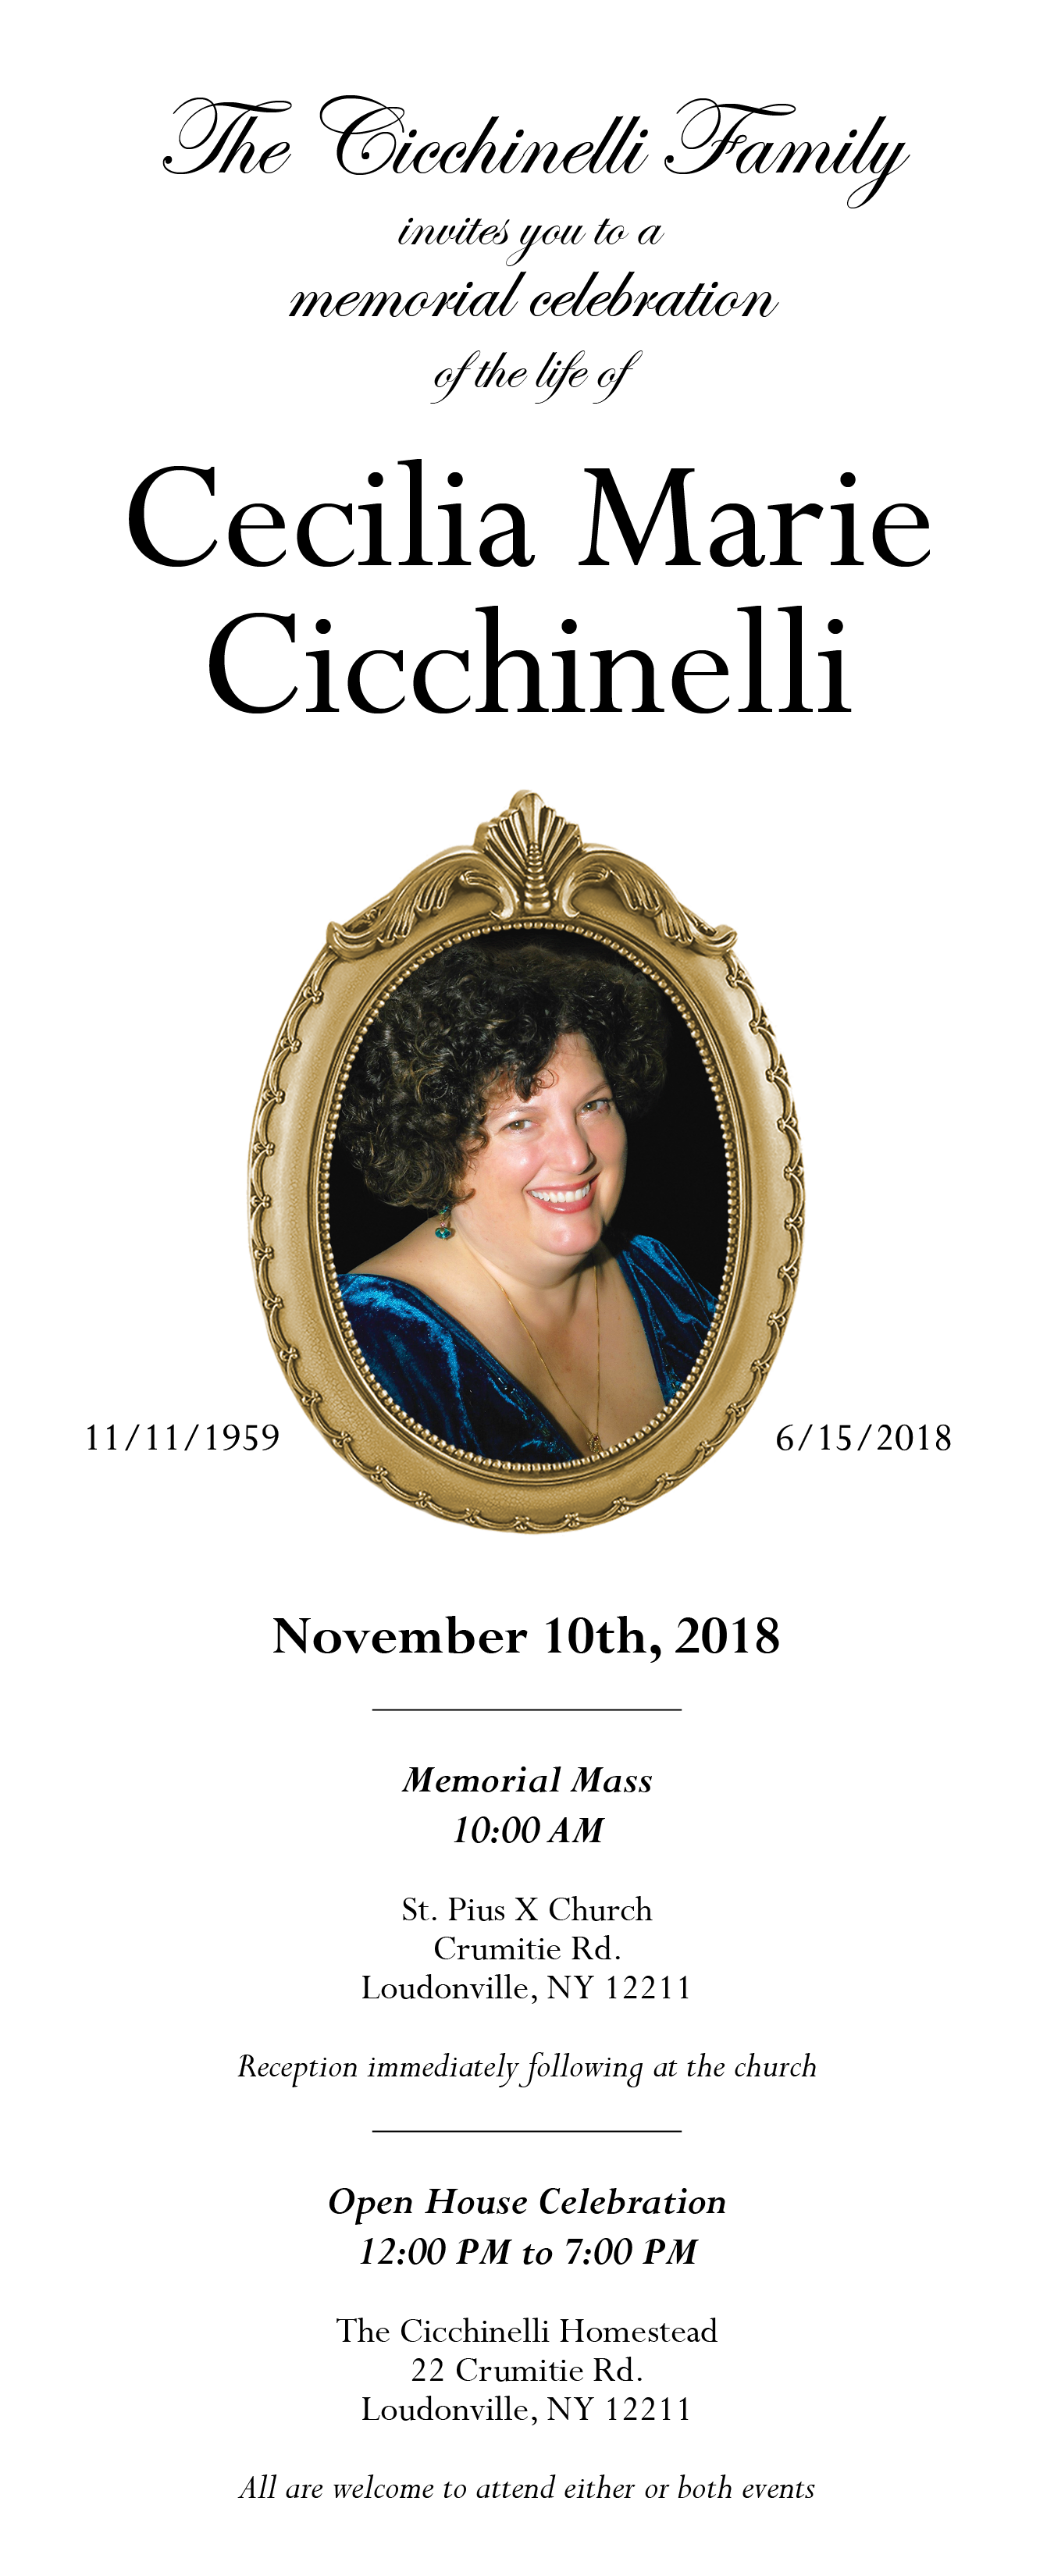 The Cicchinelli Family
invites you to a
memorial celebration
of the life of
Cecilia Marie
Cicchinelli
11/11/1959
6/15/2018
November 10th, 2018
Memorial Mass
10:00 AM
St. Pius X Church
Crumitie Rd.
Loudonville, NY 12211
Reception immediately following at the church
Open House Celebration
12:00 PM to 7:00 PM
The Cicchinelli Homestead
22 Crumitie Rd.
Loudonville, NY 12211
All are welcome to attend either or both events